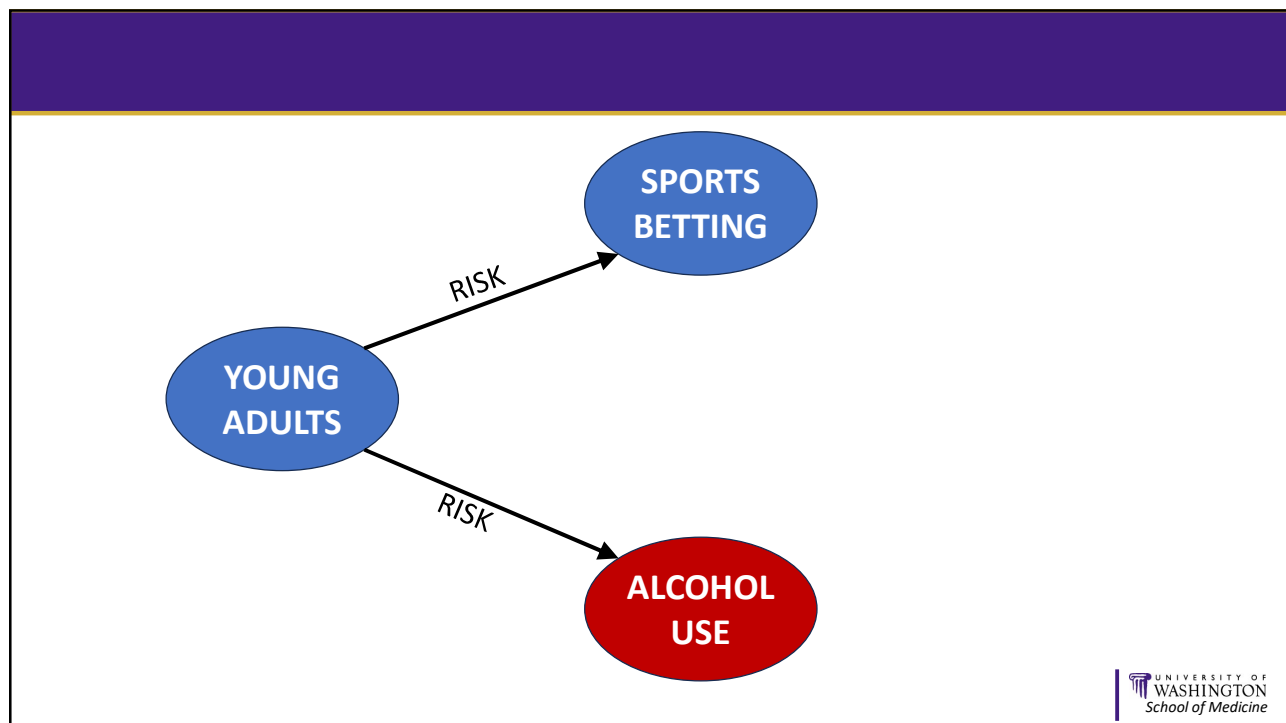 SPORTS
BETTING
RISK
YOUNG
ADULTS
RISK
ALCOHOL
USE
UNIVERSITY OF
WASHINGTON
School of Medicine